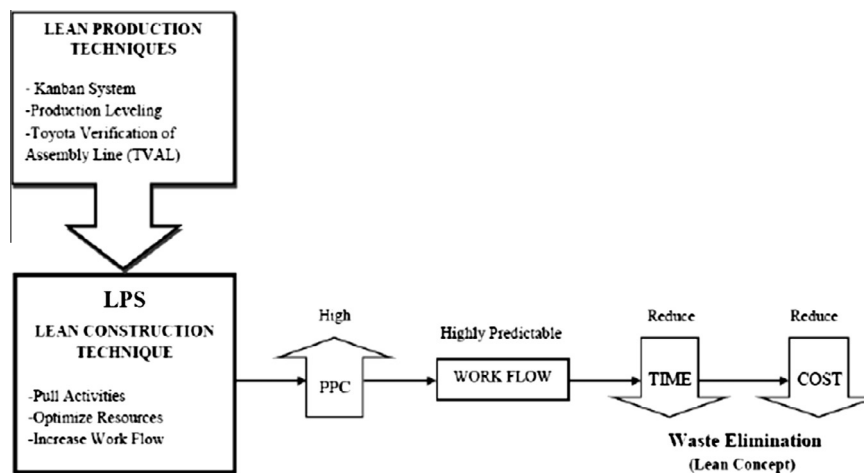 LEAN PRODUCTION
TECHNIQUES
- Kanban System
-Production Leveling
-Toyota Verification of
Assembly Line (TVAL)
LPS
LEAN CONSTRUCTION
TECHNIQUE
-Pull Activities
-Optimize Resources
-Increase Work Flow
High
PPC
Highly Predictable
WORK FLOW
Reduce
TIME
Reduce
COST
Waste Elimination
(Lean Concept)